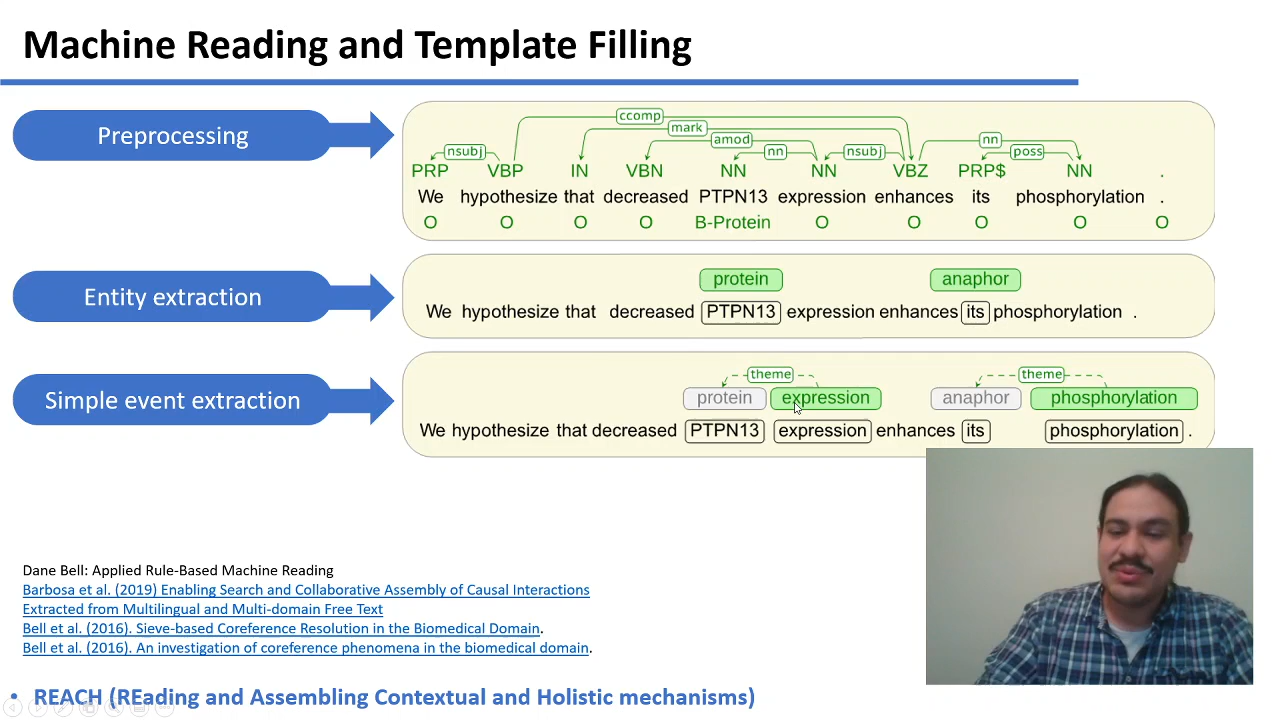 Machine Reading and Template Filling
Preprocessing
ccomp
mark
amod
nn
nsubj
nn
nsubj
poss
PRP VBP IN VBN NN NN VBZ PRP$ NN .
We hypothesize that decreased PTPN13 expression enhances its phosphorylation .
O O O O B-Protein O O O O O
Entity extraction
protein anaphor
We hypothesize that decreased PTPN13 expression enhances its phosphorylation .
Simple event extraction
theme theme
protein expression anaphor phosphorylation
We hypothesize that decreased PTPN13 expression enhances its phosphorylation .
Dane Bell: Applied Rule-Based Machine Reading
Barbosa et al. (2019) Enabling Search and Collaborative Assembly of Causal Interactions
Extracted from Multilingual and Multi-domain Free Text
Bell et al. (2016). Sieve-based Coreference Resolution in the Biomedical Domain.
Bell et al. (2016). An investigation of coreference phenomena in the biomedical domain.
• REACH (REading and Assembling Contextual and Holistic mechanisms)